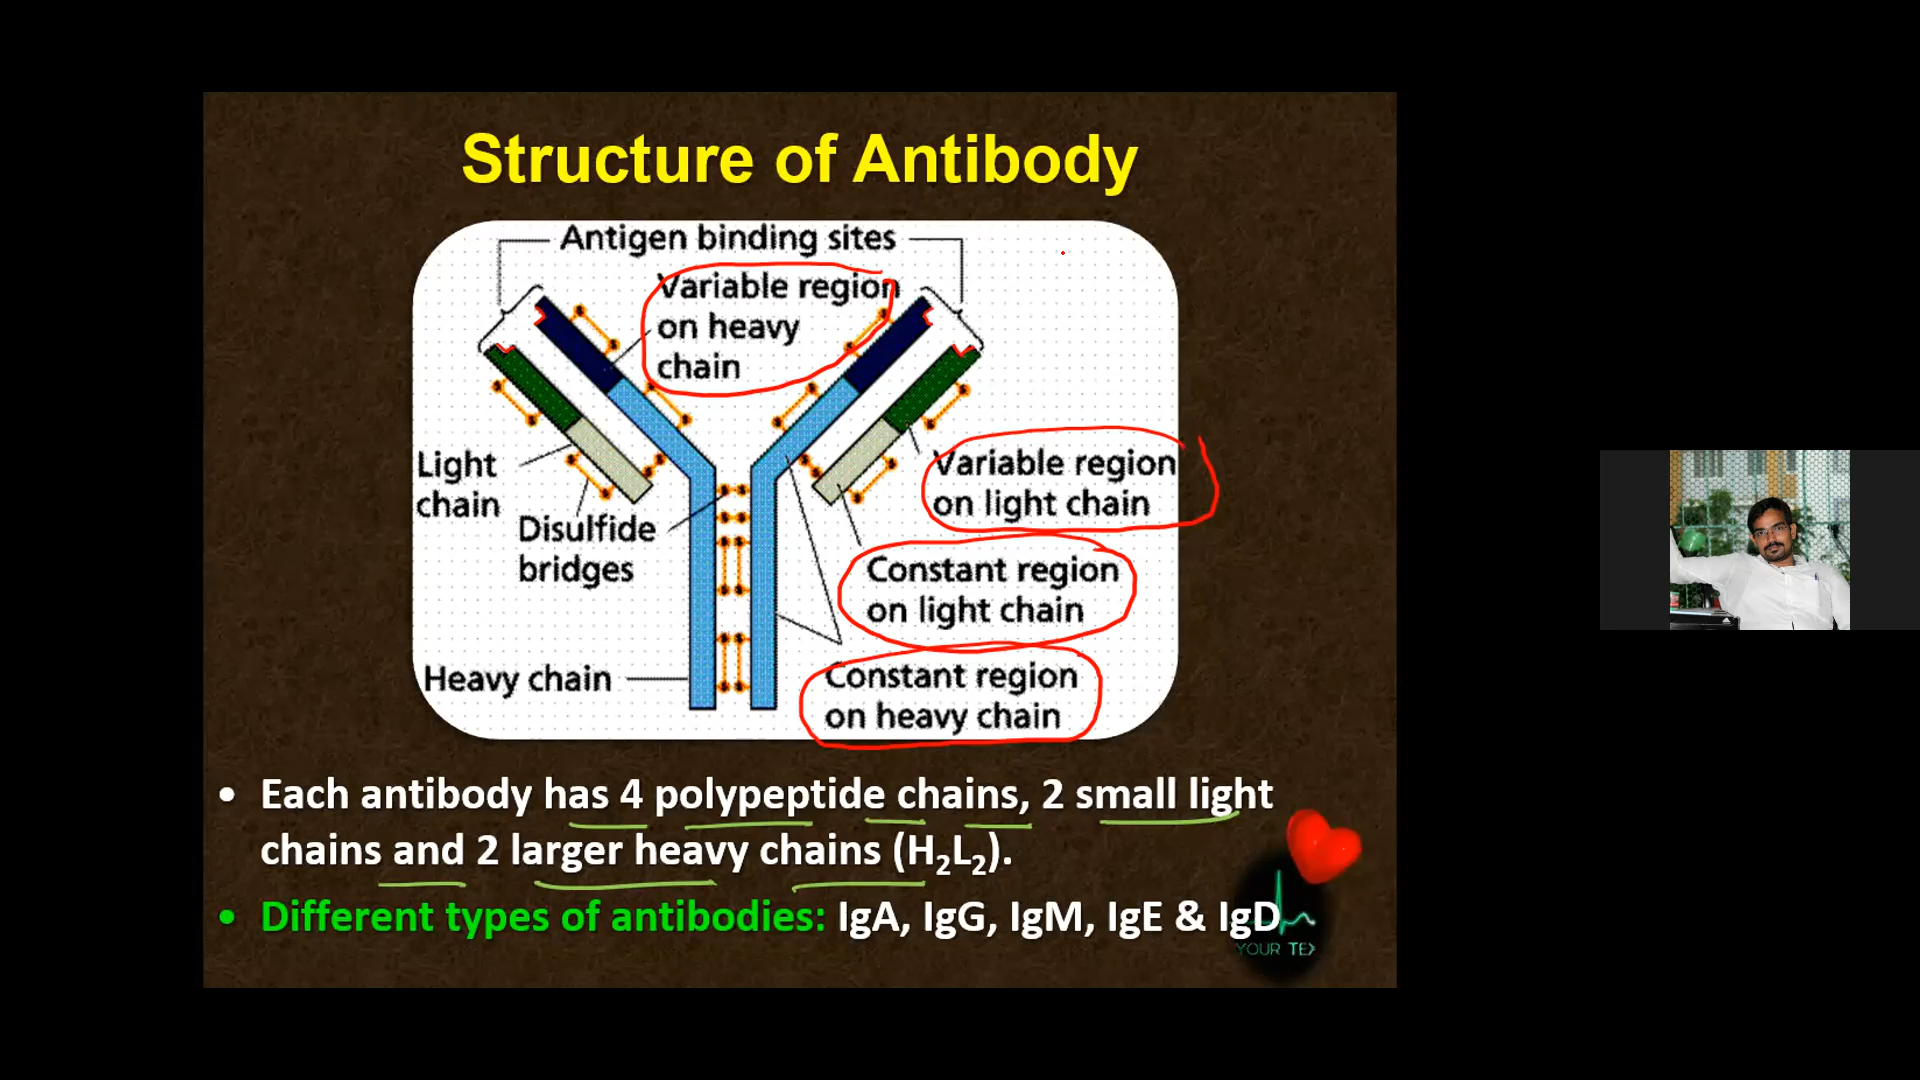 Structure of Antibody
Antigen binding sites
Variable region
on heavy
chain
Light
chain
Disulfide
bridges
Variable region
on light chain
Constant region
on light chain
Heavy chain
Constant region
on heavy chain
• Each antibody has 4 polypeptide chains, 2 small light
chains and 2 larger heavy chains (H₂L₂).
• Different types of antibodies: IgA, IgG, IgM, IgE & IgD
YOUR TEX